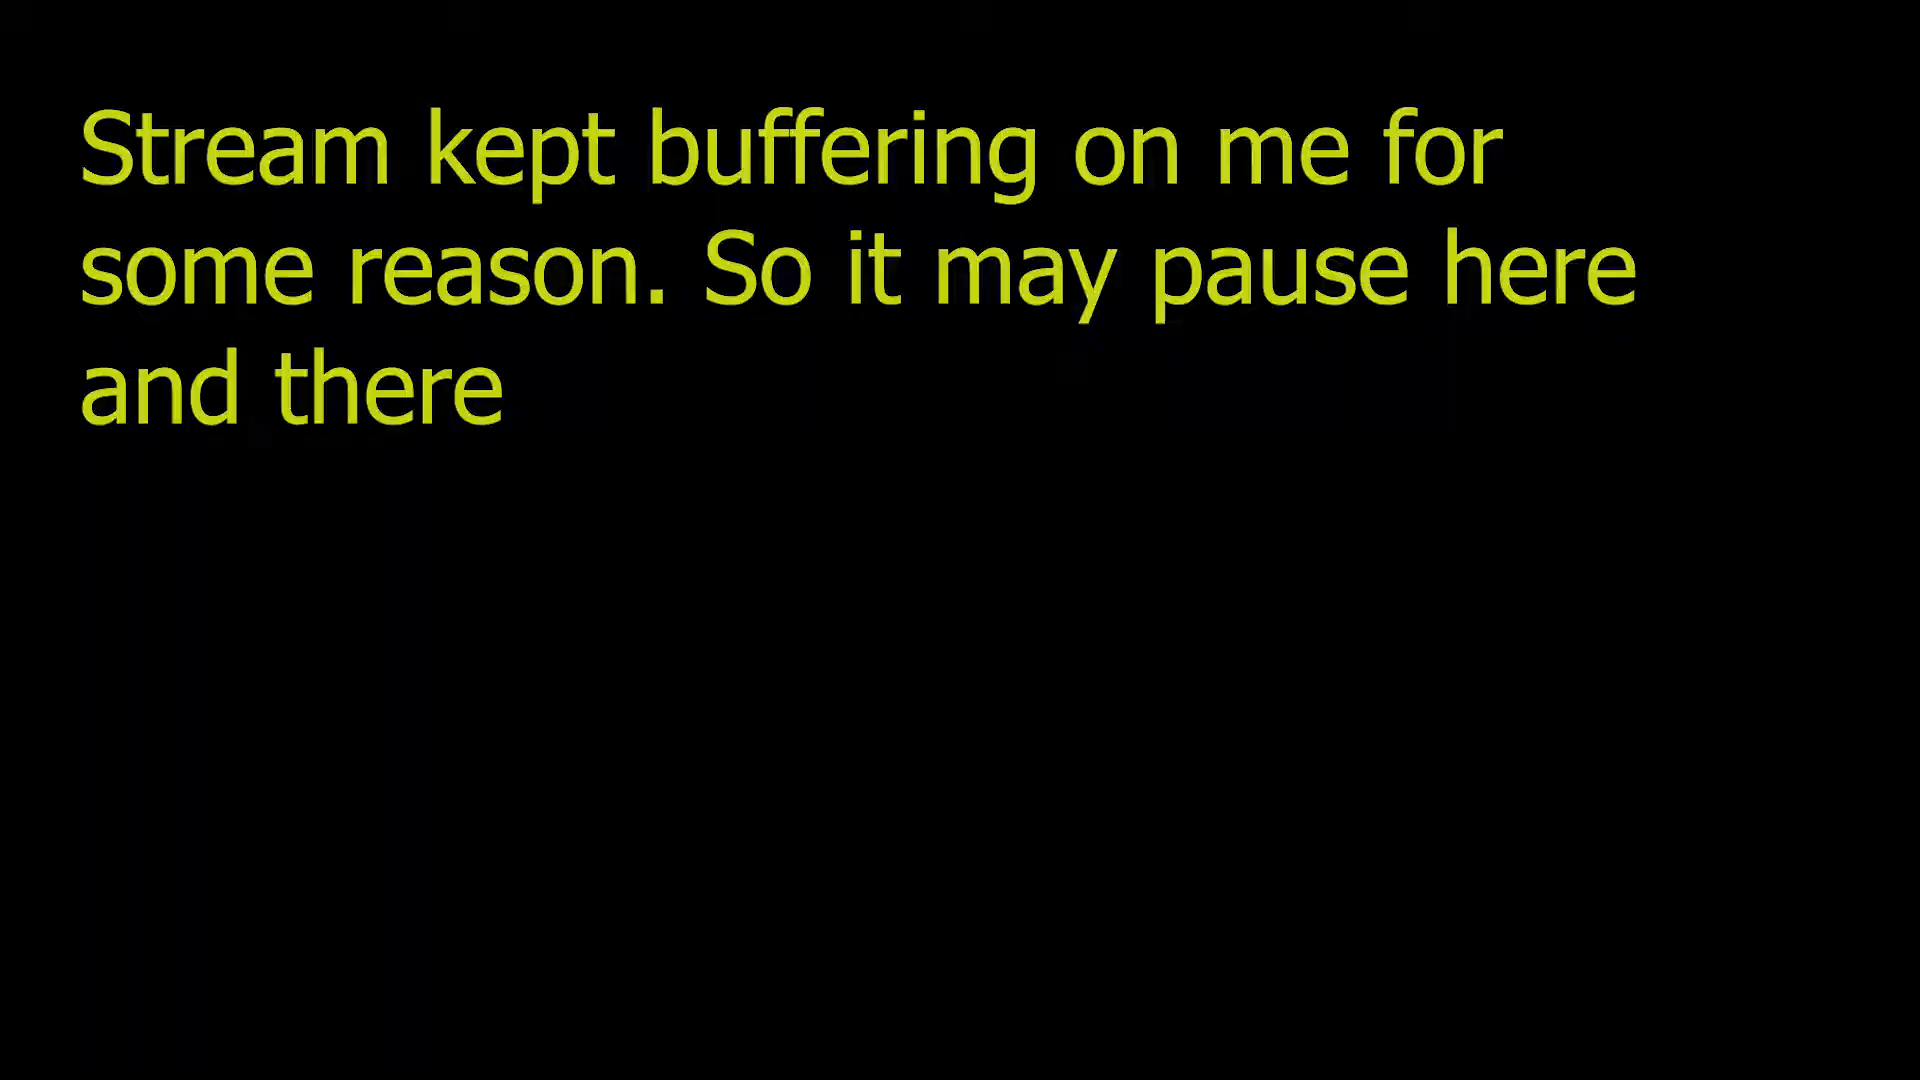 Stream kept buffering on me for
some reason. So it may pause here
and there